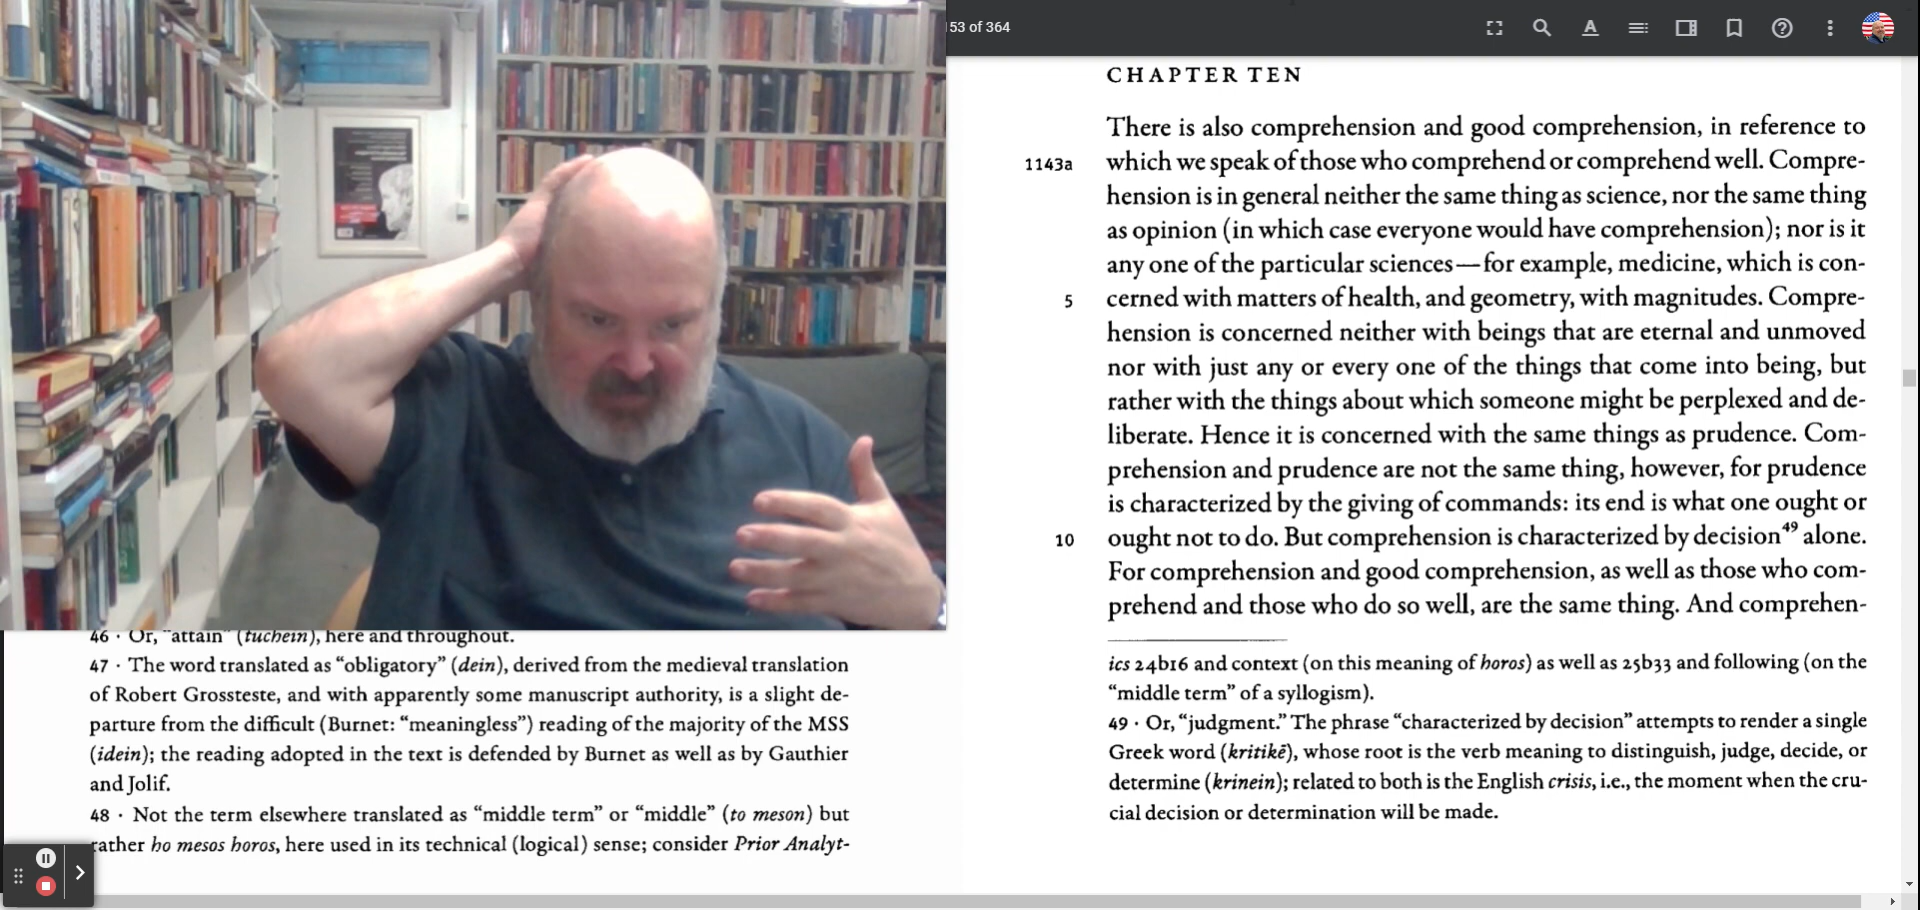 153 of 364
CHAPTER TEN
There is also comprehension and good comprehension, in reference to
1143a which we speak of those who comprehend or comprehend well. Compre-
hension is in general neither the same thing as science, nor the same thing
as opinion (in which case everyone would have comprehension); nor is it
any one of the particular sciences—for example, medicine, which is con-
5 cerned with matters of health, and geometry, with magnitudes. Compre-
hension is concerned neither with beings that are eternal and unmoved
nor with just any or every one of the things that come into being, but
rather with the things about which someone might be perplexed and de-
liberate. Hence it is concerned with the same things as prudence. Com-
prehension and prudence are not the same thing, however, for prudence
is characterized by the giving of commands: its end is what one ought or
10 ought not to do. But comprehension is characterized by decision⁴⁹ alone.
For comprehension and good comprehension, as well as those who com-
prehend and those who do so well, are the same thing. And comprehen-
46 · Or, "attain" (tuchein), here and throughout.
47 · The word translated as "obligatory" (dein), derived from the medieval translation
of Robert Grossteste, and with apparently some manuscript authority, is a slight de-
parture from the difficult (Burnet: "meaningless") reading of the majority of the MSS
(idein); the reading adopted in the text is defended by Burnet as well as by Gauthier
and Jolif.
48 · Not the term elsewhere translated as "middle term" or "middle" (to meson) but
rather ho mesos horos, here used in its technical (logical) sense; consider Prior Analyt-
ics 24b16 and context (on this meaning of horos) as well as 25b33 and following (on the
"middle term" of a syllogism).
49 · Or, "judgment." The phrase "characterized by decision" attempts to render a single
Greek word (kritikē), whose root is the verb meaning to distinguish, judge, decide, or
determine (krinein); related to both is the English crisis, i.e., the moment when the cru-
cial decision or determination will be made.